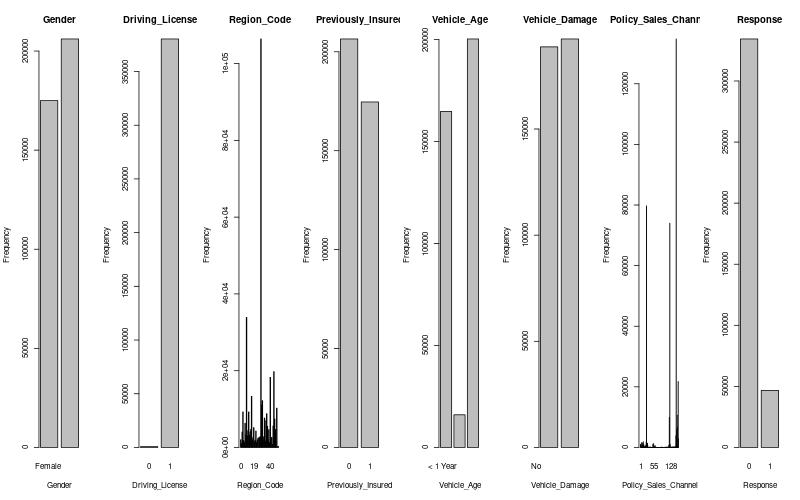 Gender
Frequency
0
50000
100000
150000
200000
Female
Gender
Driving_License
Frequency
0
50000
100000
150000
200000
250000
300000
350000
0 1
Driving_License
Region_Code
Frequency
0e+00
2e+04
4e+04
6e+04
8e+04
1e+05
0 19 40
Region_Code
Previously_Insured
Frequency
0
50000
100000
150000
200000
0 1
Previously_Insured
Vehicle_Age
Frequency
0
50000
100000
150000
200000
< 1 Year
Vehicle_Age
Vehicle_Damage
Frequency
0
50000
100000
150000
No
Vehicle_Damage
Policy_Sales_Chann
Frequency
0
20000
40000
60000
80000
100000
120000
1 55 128
Policy_Sales_Channel
Response
Frequency
0
50000
100000
150000
200000
250000
300000
0 1
Response